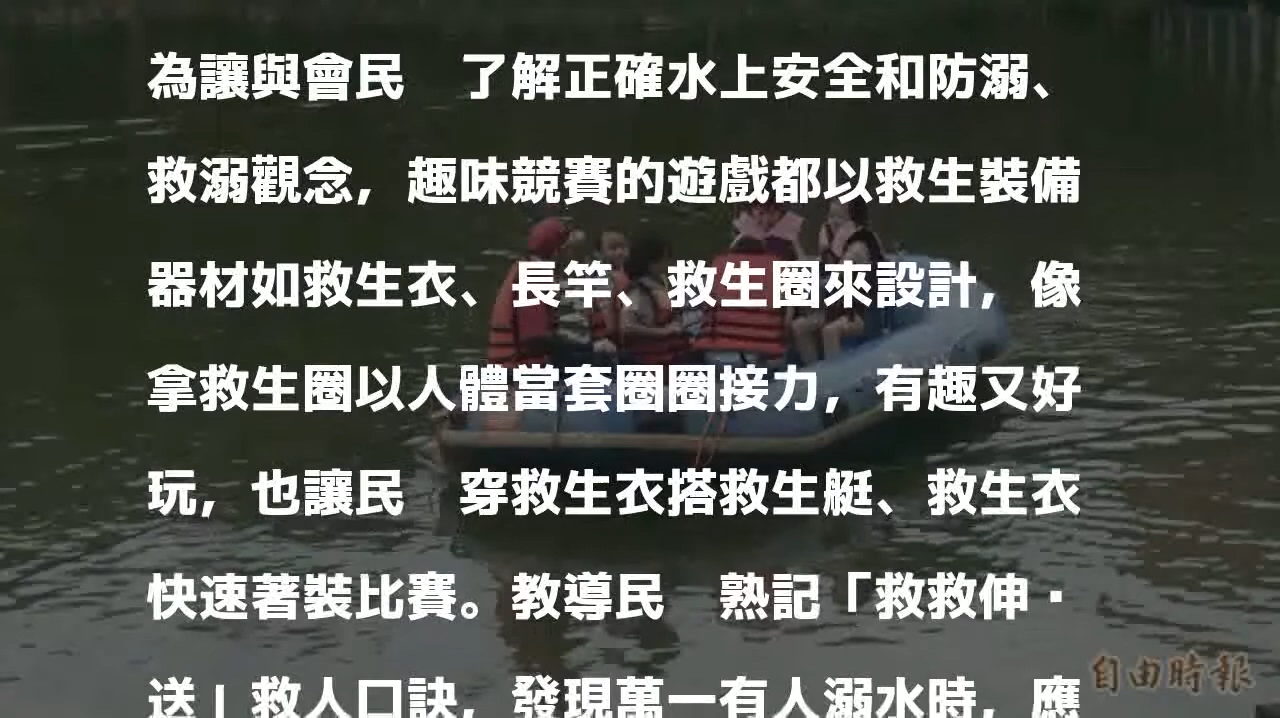 為讓與會民　了解正確水上安全和防溺、
救溺觀念，趣味競賽的遊戲都以救生裝備
器材如救生衣、長竿、救生圈來設計，像
拿救生圈以人體當套圈圈接力，有趣又好
玩，也讓民　穿救生衣搭救生艇、救生衣
快速著裝比賽。教導民　熟記「救救伸‧
送」救人口訣，發現萬一有人溺水時，應
自由時報